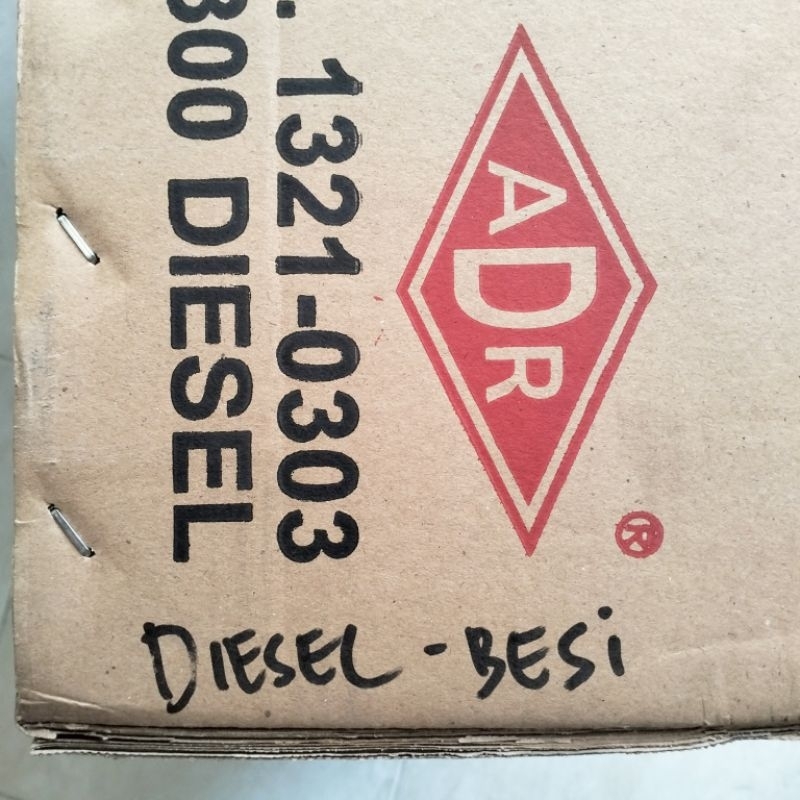 ADR
®
. 1321-0303
300 DIESEL
DIESEL - BESi